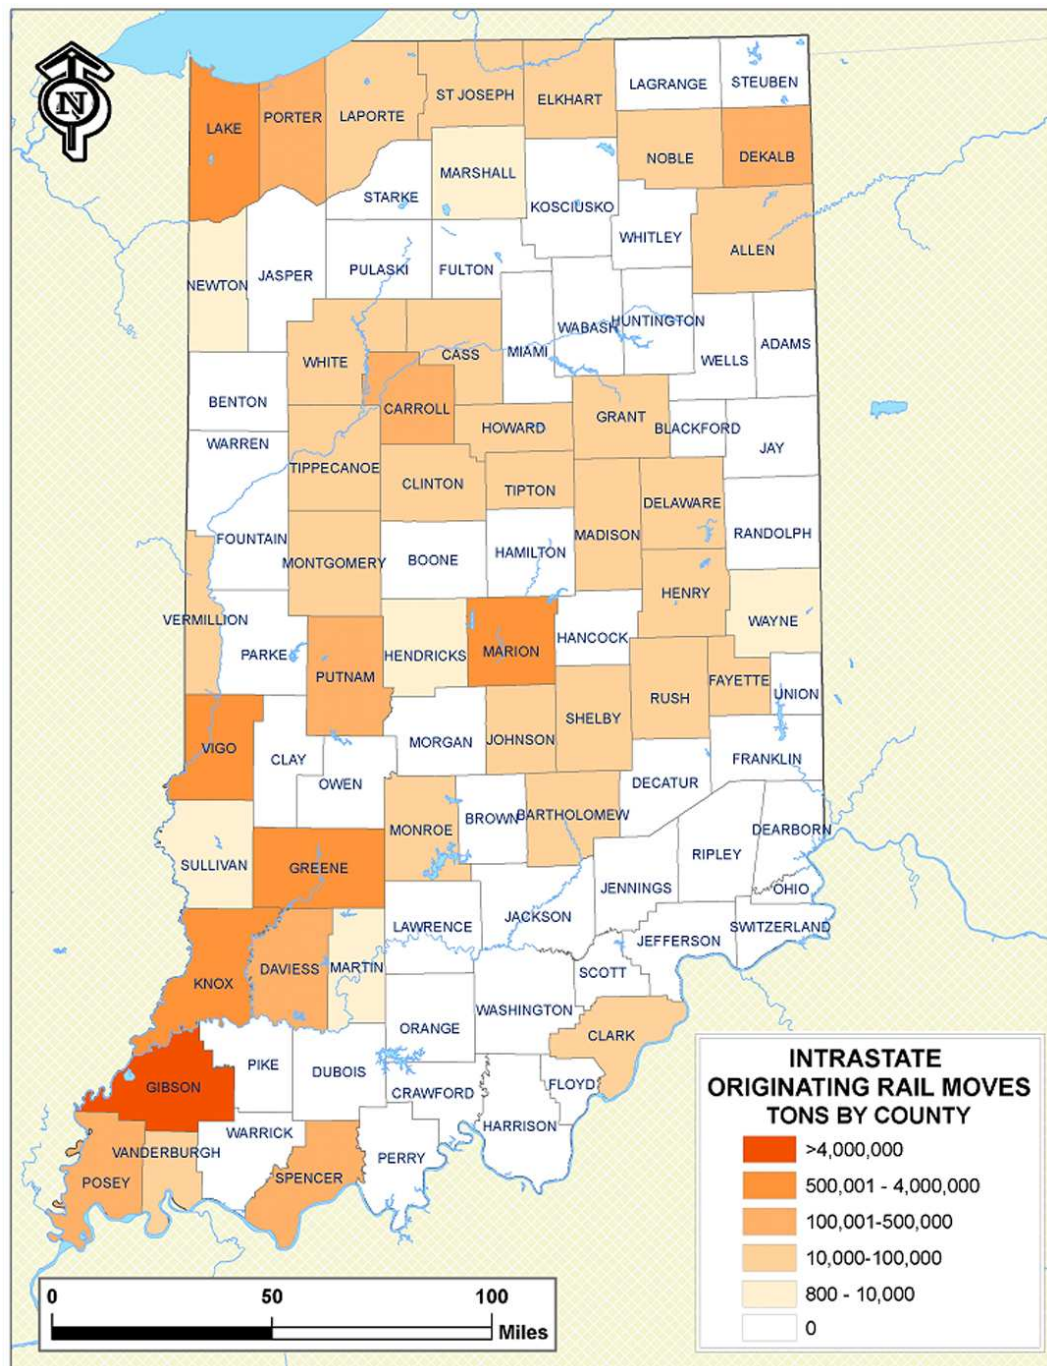 N
LAGRANGE
STEUBEN
ST JOSEPH
ELKHART
LAPORTE
PORTER
LAKE
NOBLE
DEKALB
MARSHALL
STARKE
KOSCIUSKO
WHITLEY
ALLEN
NEWTON
JASPER
PULASKI
FULTON
WABASH
HUNTINGTON
ADAMS
WHITE
CASS
MIAMI
WELLS
BENTON
CARROLL
GRANT
HOWARD
BLACKFORD
WARREN
JAY
TIPPECANOE
CLINTON
TIPTON
DELAWARE
FOUNTAIN
MONTGOMERY
BOONE
HAMILTON
MADISON
RANDOLPH
HENRY
VERMILLION
WAYNE
PARKE
HENDRICKS
MARION
HANCOCK
PUTNAM
FAYETTE
RUSH
UNION
SHELBY
VIGO
CLAY
MORGAN
JOHNSON
FRANKLIN
OWEN
DECATUR
MONROE
BROWN
BARTHOLOMEW
DEARBORN
SULLIVAN
GREENE
RIPLEY
JENNINGS
OHIO
LAWRENCE
JACKSON
SWITZERLAND
JEFFERSON
KNOX
DAVIESS
MARTIN
SCOTT
WASHINGTON
ORANGE
CLARK
GIBSON
PIKE
DUBOIS
CRAWFORD
FLOYD
HARRISON
WARRICK
VANDERBURGH
PERRY
POSEY
SPENCER
INTRASTATE
ORIGINATING RAIL MOVES
TONS BY COUNTY
>4,000,000
500,001 - 4,000,000
100,001-500,000
10,000-100,000
800 - 10,000
0
0 50 100
Miles